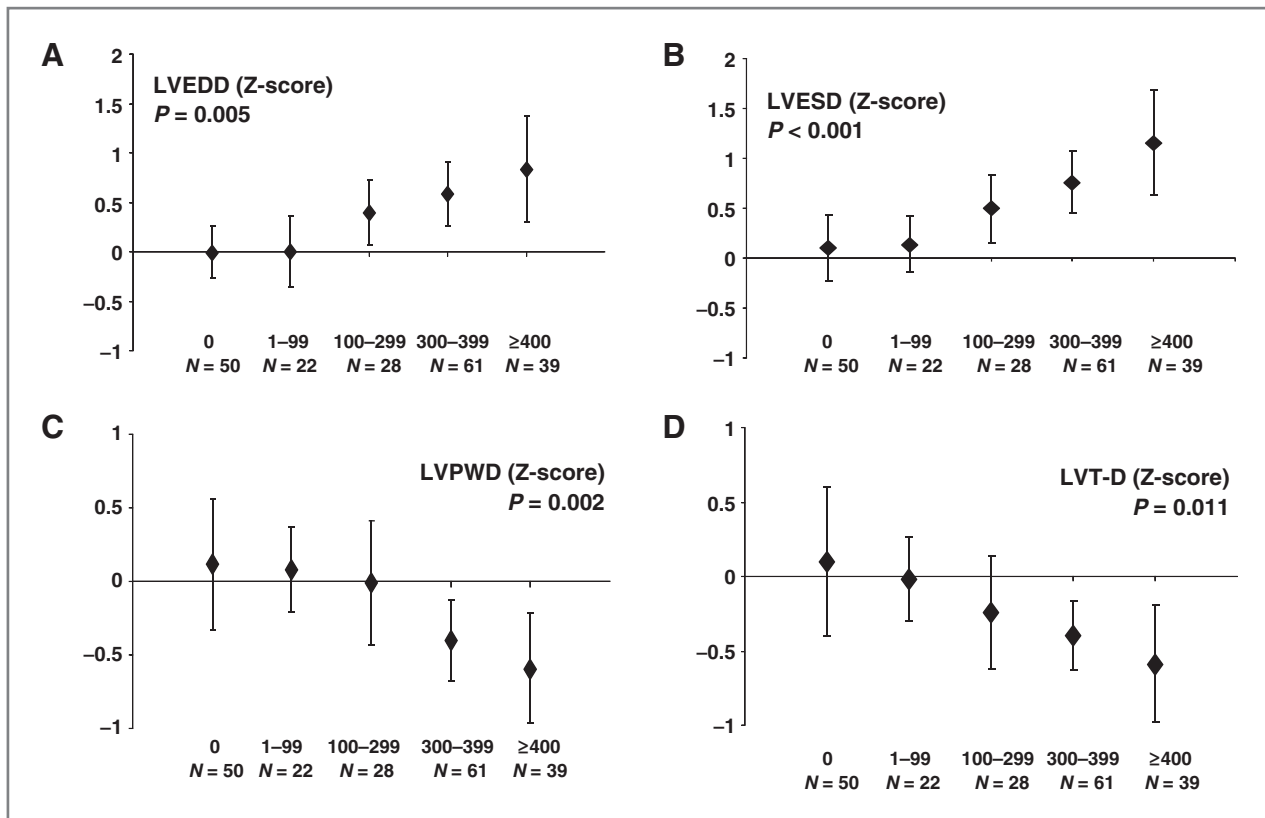 A
2
1.5
1
0.5
0
–0.5
–1
LVEDD (Z-score)
P = 0.005
0 1–99 100–299 300–399 ≥400
N = 50 N = 22 N = 28 N = 61 N = 39
B
2
1.5
1
0.5
0
–0.5
–1
LVESD (Z-score)
P < 0.001
0 1–99 100–299 300–399 ≥400
N = 50 N = 22 N = 28 N = 61 N = 39
C
1
0.5
0
–0.5
–1
LVPWD (Z-score)
P = 0.002
0 1–99 100–299 300–399 ≥400
N = 50 N = 22 N = 28 N = 61 N = 39
D
1
0.5
0
–0.5
–1
LVT-D (Z-score)
P = 0.011
0 1–99 100–299 300–399 ≥400
N = 50 N = 22 N = 28 N = 61 N = 39